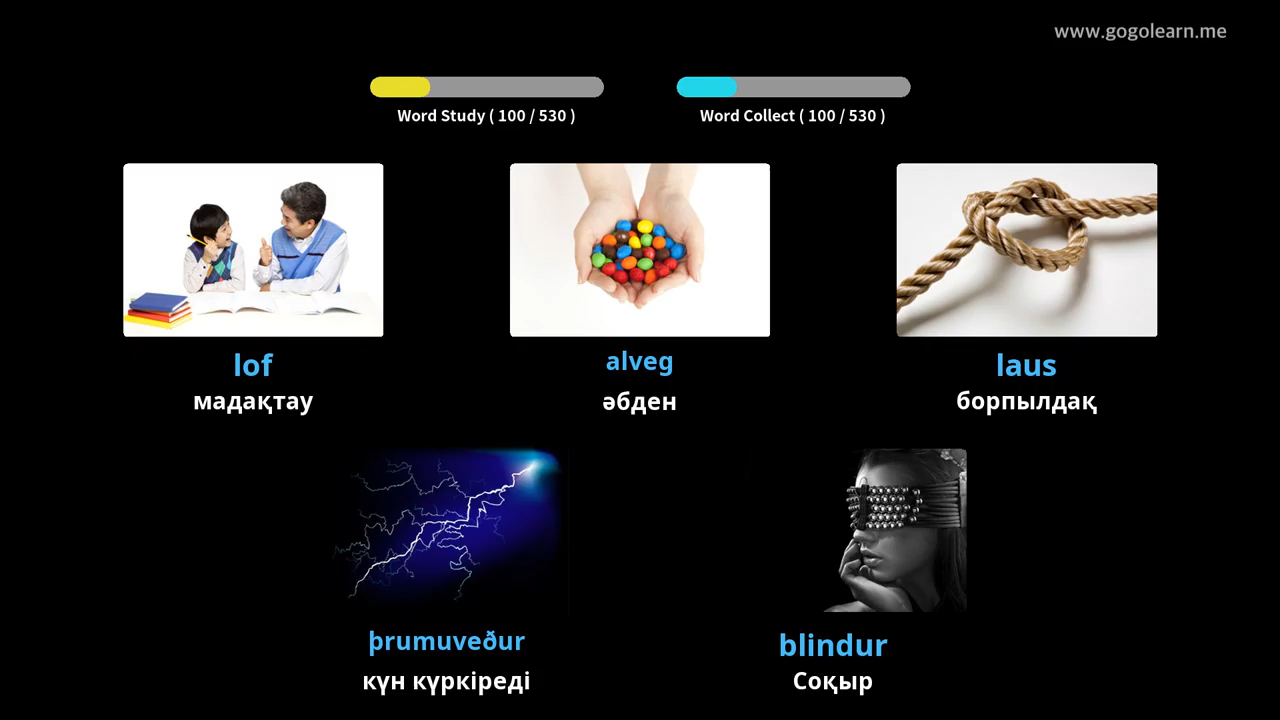 www.gogolearn.me
Word Study ( 100 / 530 )
Word Collect ( 100 / 530 )
lof
мадақтау
alveg
әбден
laus
борпылдақ
þrumuveður
күн күркіреді
blindur
Соқыр